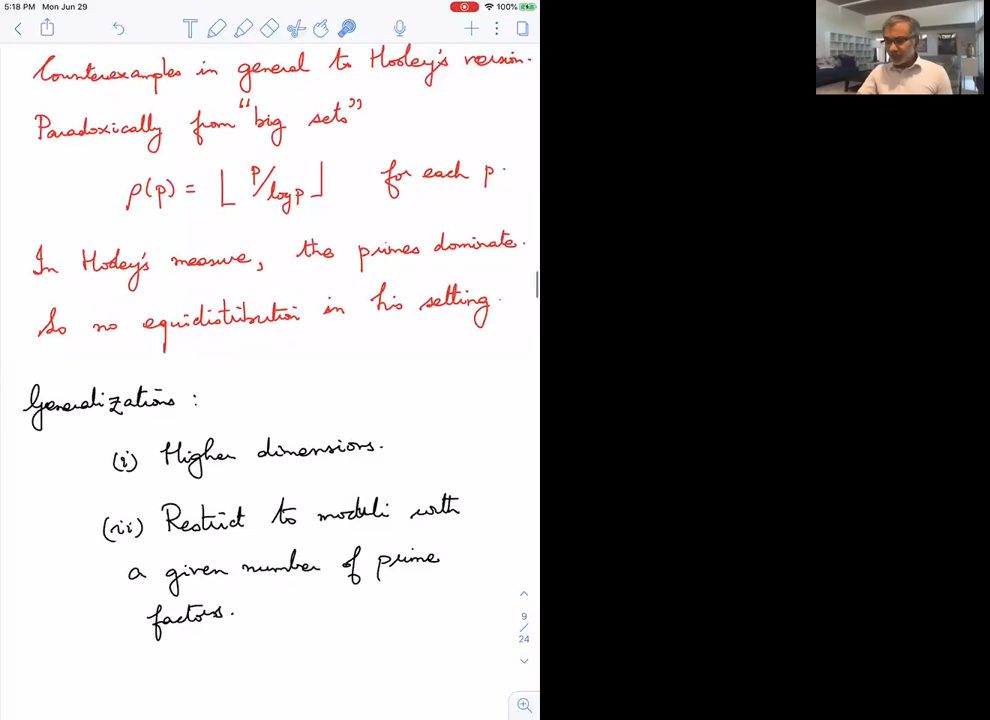 5:18 PM Mon Jun 29
100%
Counterexamples in general to Hooley's version.
Paradoxically from "big sets"
ρ(p) = ⌊ p/log p ⌋ for each p.
In Hooley's measure, the primes dominate.
So no equidistribution in his setting.
Generalizations :
(i) Higher dimensions.
(ii) Restrict to moduli with
a given number of prime
factors.
9
/
24